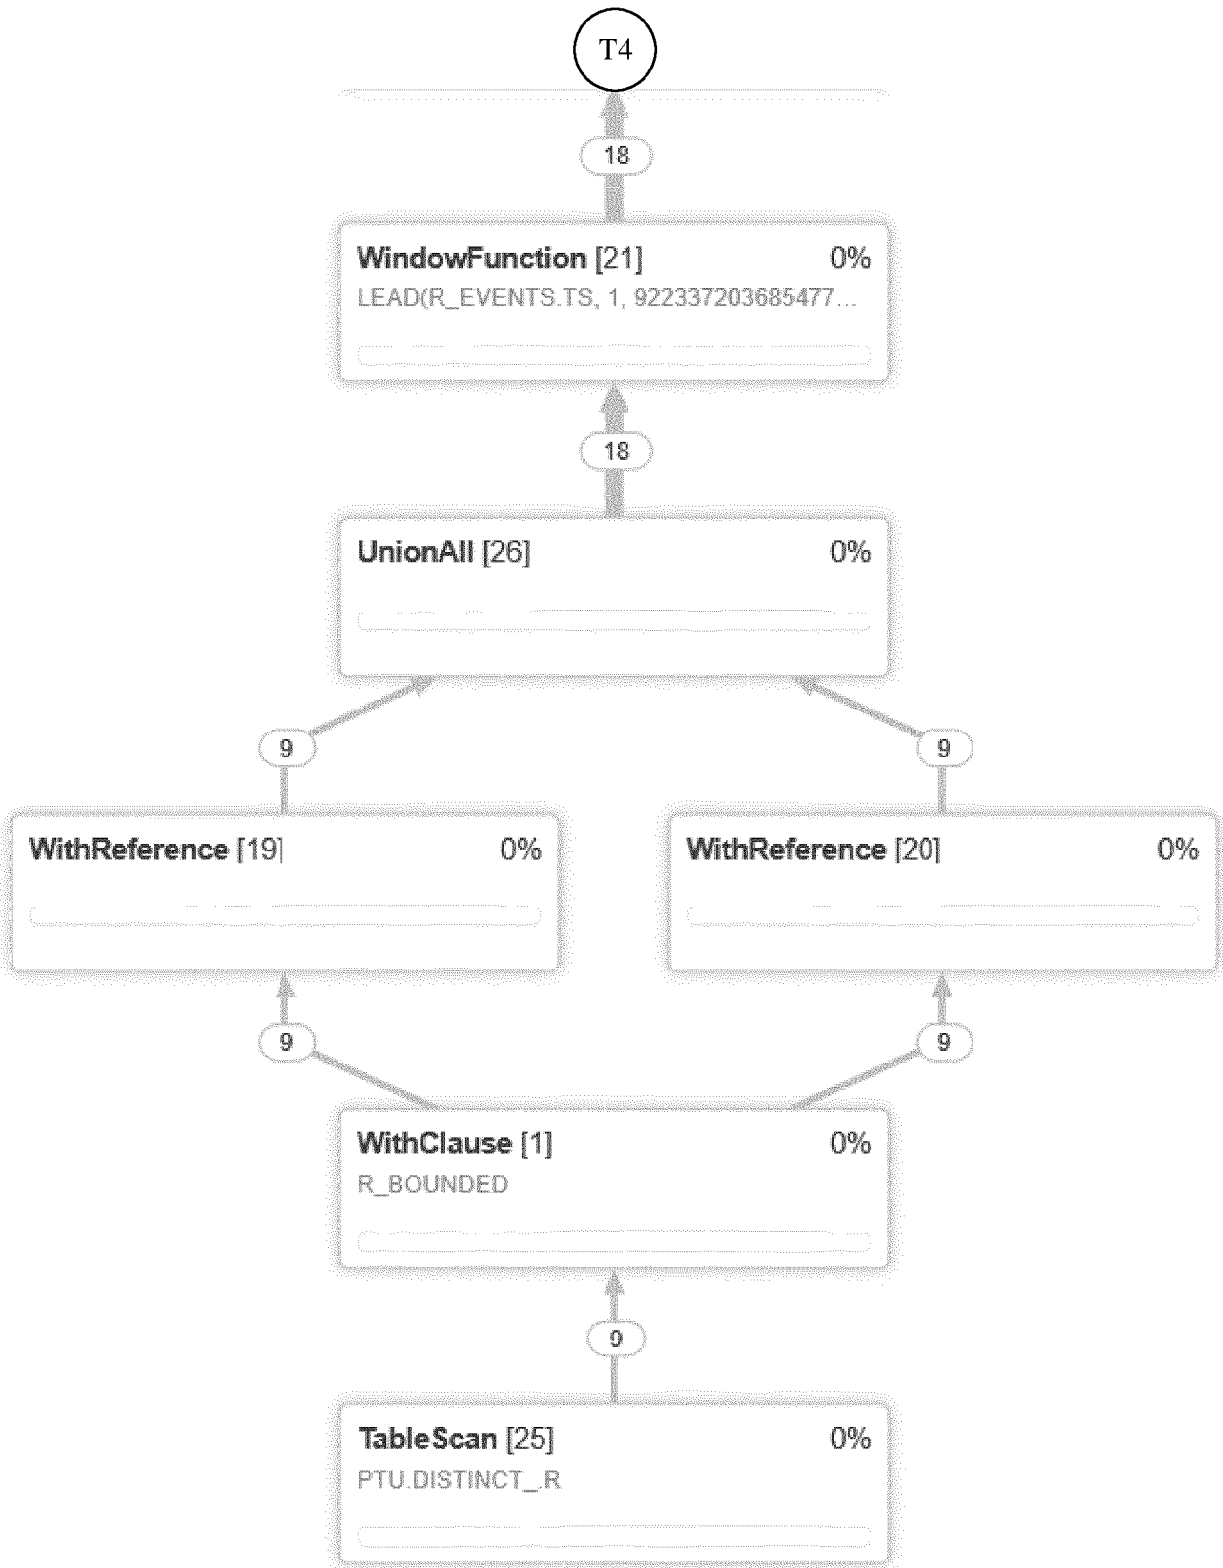 T4
18
WindowFunction [21] 0%
LEAD(R_EVENTS.TS, 1, 922337203685477...
18
UnionAll [26] 0%
9 9
WithReference [19] 0%
WithReference [20] 0%
9 9
WithClause [1] 0%
R_BOUNDED
9
TableScan [25] 0%
PTU.DISTINCT_R